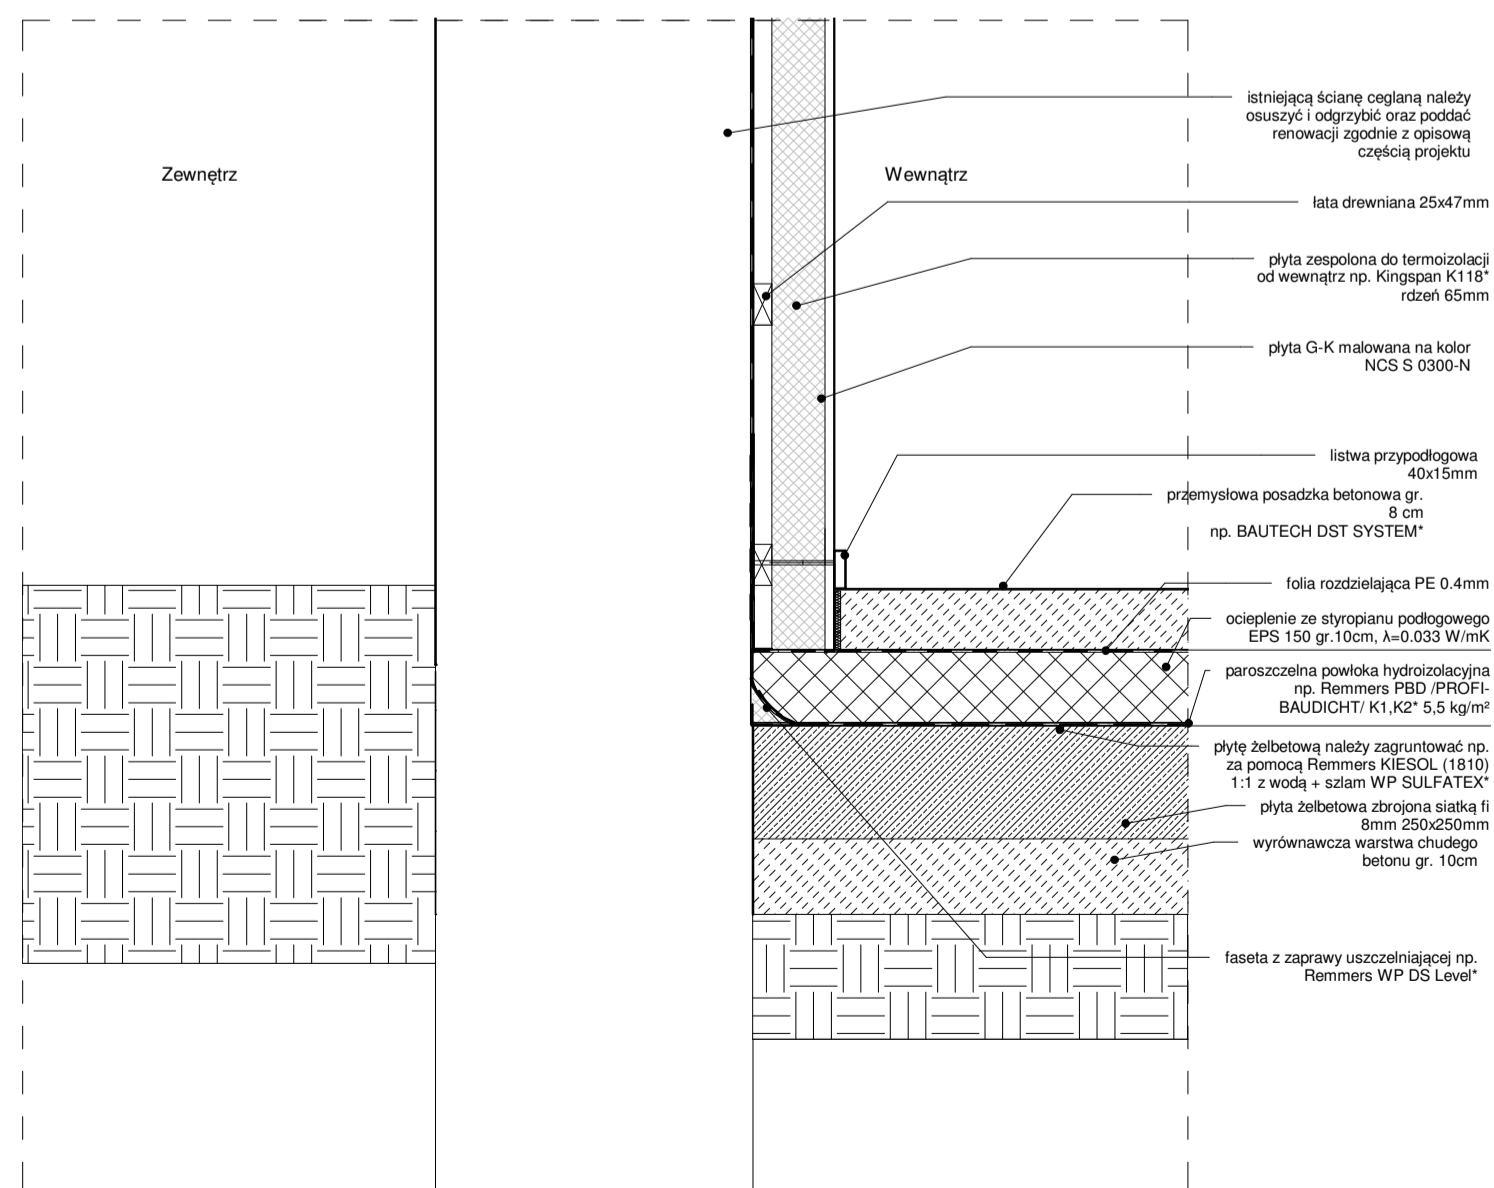 Zewnętrz
Wewnątrz
istniejącą ścianę ceglaną należy
osuszyć i odgrzybić oraz poddać
renowacji zgodnie z opisową
częścią projektu
łata drewniana 25x47mm
płyta zespolona do termoizolacji
od wewnątrz np. Kingspan K118*
rdzeń 65mm
płyta G-K malowana na kolor
NCS S 0300-N
listwa przypodłogowa
40x15mm
przemysłowa posadzka betonowa gr.
8 cm
np. BAUTECH DST SYSTEM*
folia rozdzielająca PE 0.4mm
ocieplenie ze styropianu podłogowego
EPS 150 gr.10cm, λ=0.033 W/mK
paroszczelna powłoka hydroizolacyjna
np. Remmers PBD /PROFI-
BAUDICHT/ K1,K2* 5,5 kg/m²
płytę żelbetową należy zagruntować np.
za pomocą Remmers KIESOL (1810)
1:1 z wodą + szlam WP SULFATEX*
płyta żelbetowa zbrojona siatką fi
8mm 250x250mm
wyrównawcza warstwa chudego
betonu gr. 10cm
faseta z zaprawy uszczelniającej np.
Remmers WP DS Level*